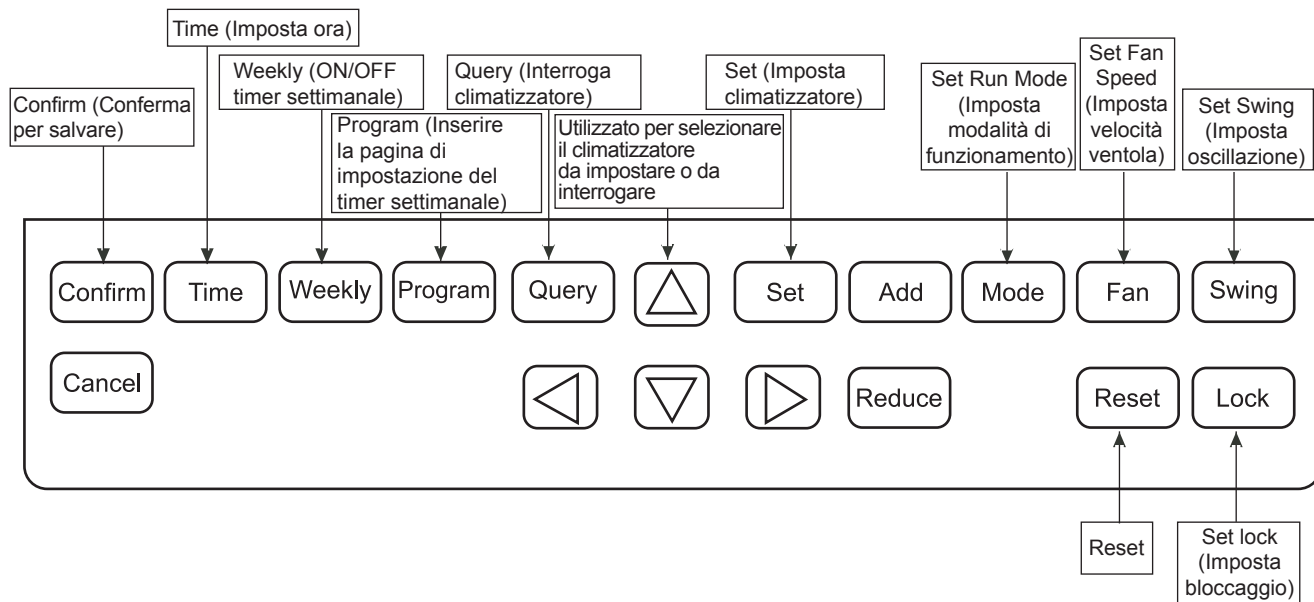 Time (Imposta ora)
Confirm (Conferma
per salvare)
Weekly (ON/OFF
timer settimanale)
Program (Inserire
la pagina di
impostazione del
timer settimanale)
Query (Interroga
climatizzatore)
Utilizzato per selezionare
il climatizzatore
da impostare o da
interrogare
Set (Imposta
climatizzatore)
Set Run Mode
(Imposta
modalità di
funzionamento)
Set Fan
Speed
(Imposta
velocità
ventola)
Set Swing
(Imposta
oscillazione)
Confirm
Time
Weekly
Program
Query
Set
Add
Mode
Fan
Swing
Cancel
Reduce
Reset
Lock
Reset
Set lock
(Imposta
bloccaggio)